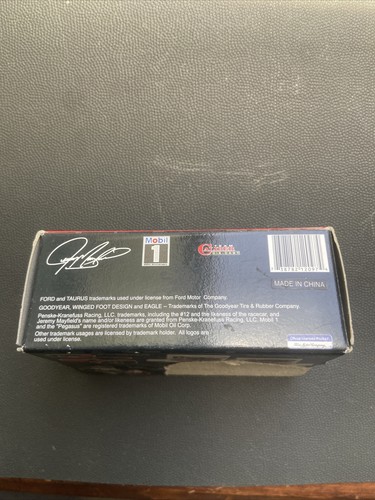 Mobil
1
MADE IN CHINA
FORD and TAURUS trademarks used under license from Ford Motor Company.
GOODYEAR, WINGED FOOT DESIGN and EAGLE – Trademarks of The Goodyear Tire & Rubber Company.
Penske-Kranefuss Racing, LLC. trademarks, including the #12 and the likeness of the racecar, and
Jeremy Mayfield's name and/or likeness are granted from Penske-Kranefuss Racing, LLC. Mobil 1
and the "Pegasus" are registered trademarks of Mobil Oil Corp.
Other trademark usages are licensed by trademark holder. All logos are
used under license.